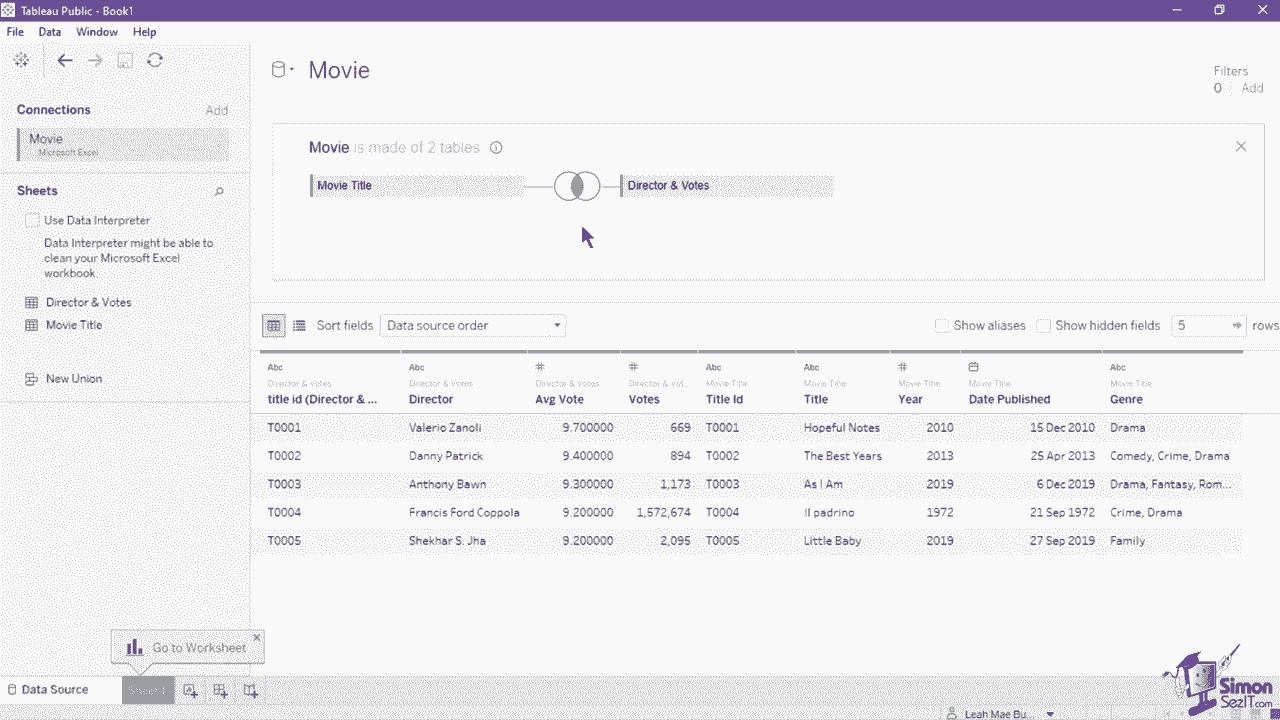 Tableau Public - Book1
File Data Window Help
Connections Add
Movie
Microsoft Excel
Sheets
Use Data Interpreter
Data Interpreter might be able to
clean your Microsoft Excel
workbook.
Director & Votes
Movie Title
New Union
Movie
Filters
0 Add
Movie is made of 2 tables
Movie Title
Director & Votes
Sort fields Data source order Show aliases Show hidden fields 5 rows
Abc Abc # # Abc Abc # Abc
Director & Votes Director & Votes Director & Votes Director & Vot... Movie Title Movie Title Movie Title Movie Title Movie Title
title id (Director & ... Director Avg Vote Votes Title Id Title Year Date Published Genre
T0001 Valerio Zanoli 9.700000 669 T0001 Hopeful Notes 2010 15 Dec 2010 Drama
T0002 Danny Patrick 9.400000 894 T0002 The Best Years 2013 25 Apr 2013 Comedy, Crime, Drama
T0003 Anthony Bawn 9.300000 1,173 T0003 As I Am 2019 6 Dec 2019 Drama, Fantasy, Rom...
T0004 Francis Ford Coppola 9.200000 1,572,674 T0004 Il padrino 1972 21 Sep 1972 Crime, Drama
T0005 Shekhar S. Jha 9.200000 2,095 T0005 Little Baby 2019 27 Sep 2019 Family
Go to Worksheet
Data Source Sheet 1
Leah Mae Bu...
Simon
SezIT.com